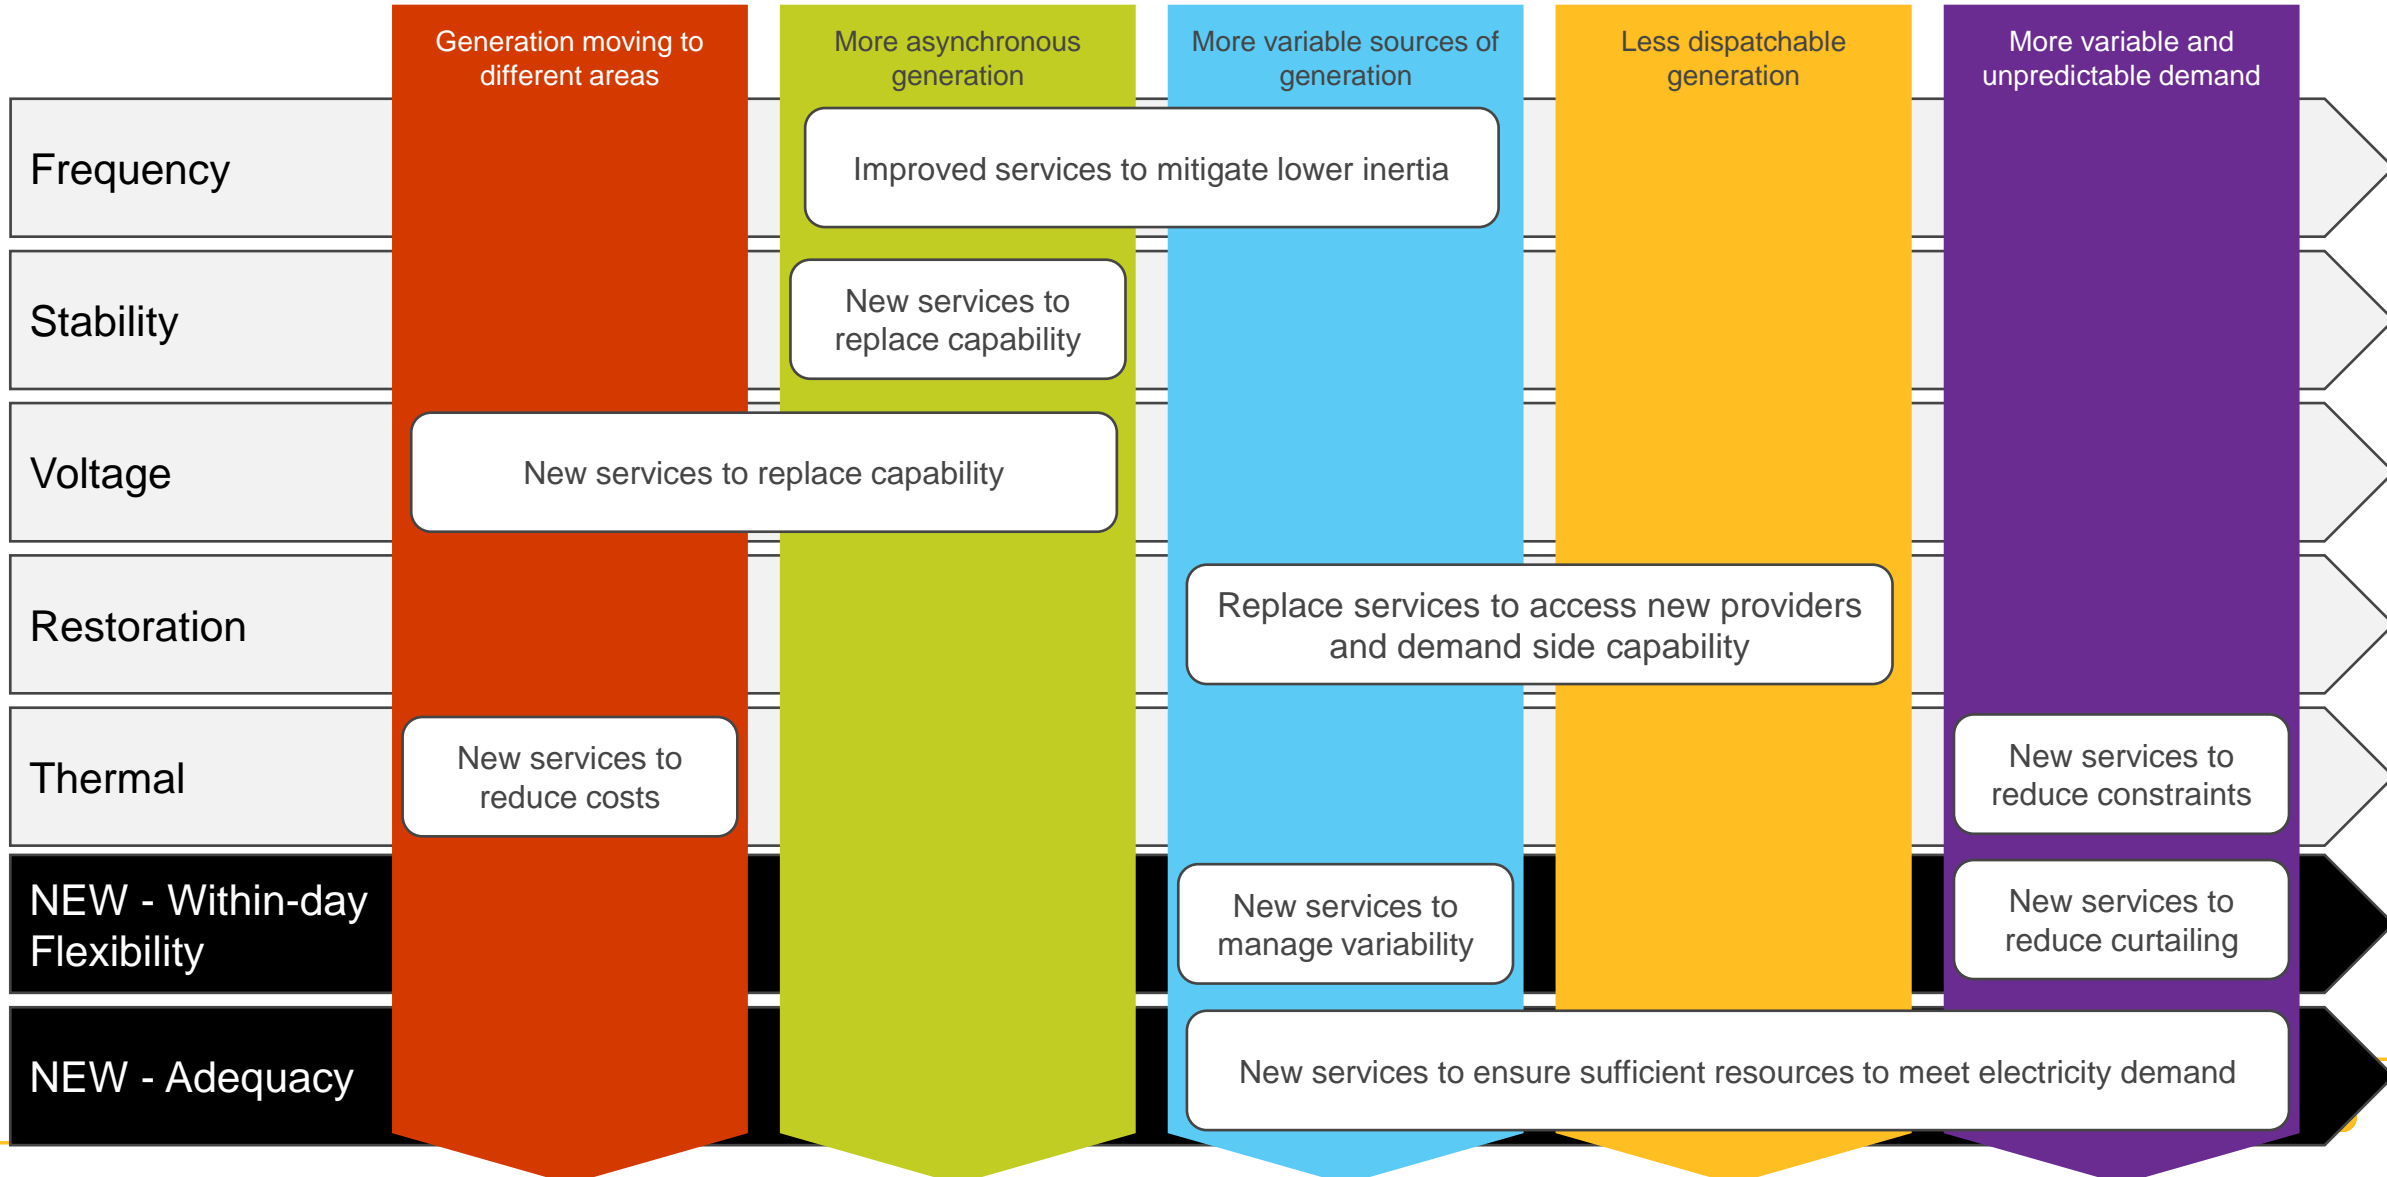 Generation moving to
different areas
More asynchronous
generation
More variable sources of
generation
Less dispatchable
generation
More variable and
unpredictable demand
Frequency
Improved services to mitigate lower inertia
Stability
New services to
replace capability
Voltage
New services to replace capability
Restoration
Replace services to access new providers
and demand side capability
Thermal
New services to
reduce costs
New services to
reduce constraints
NEW - Within-day
Flexibility
New services to
manage variability
New services to
reduce curtailing
NEW - Adequacy
New services to ensure sufficient resources to meet electricity demand